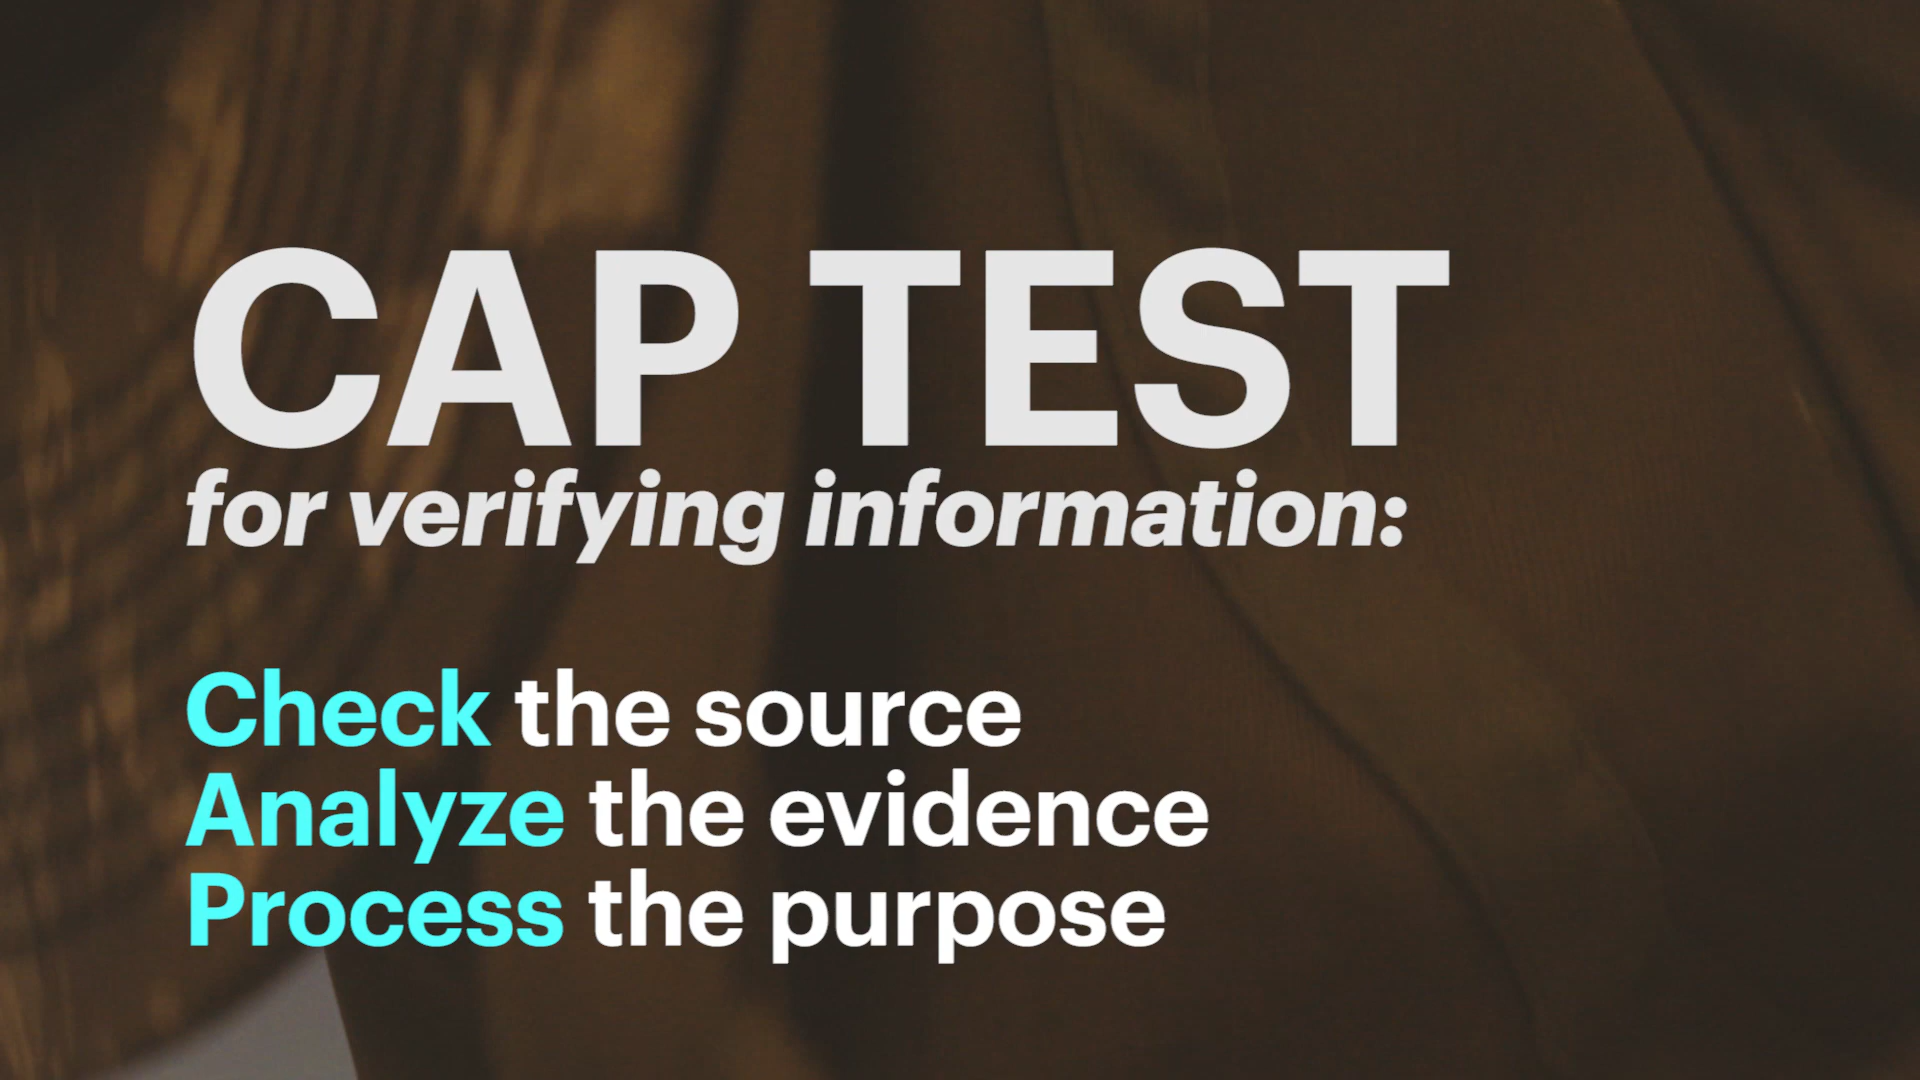 CAP TEST
for verifying information:
Check the source
Analyze the evidence
Process the purpose